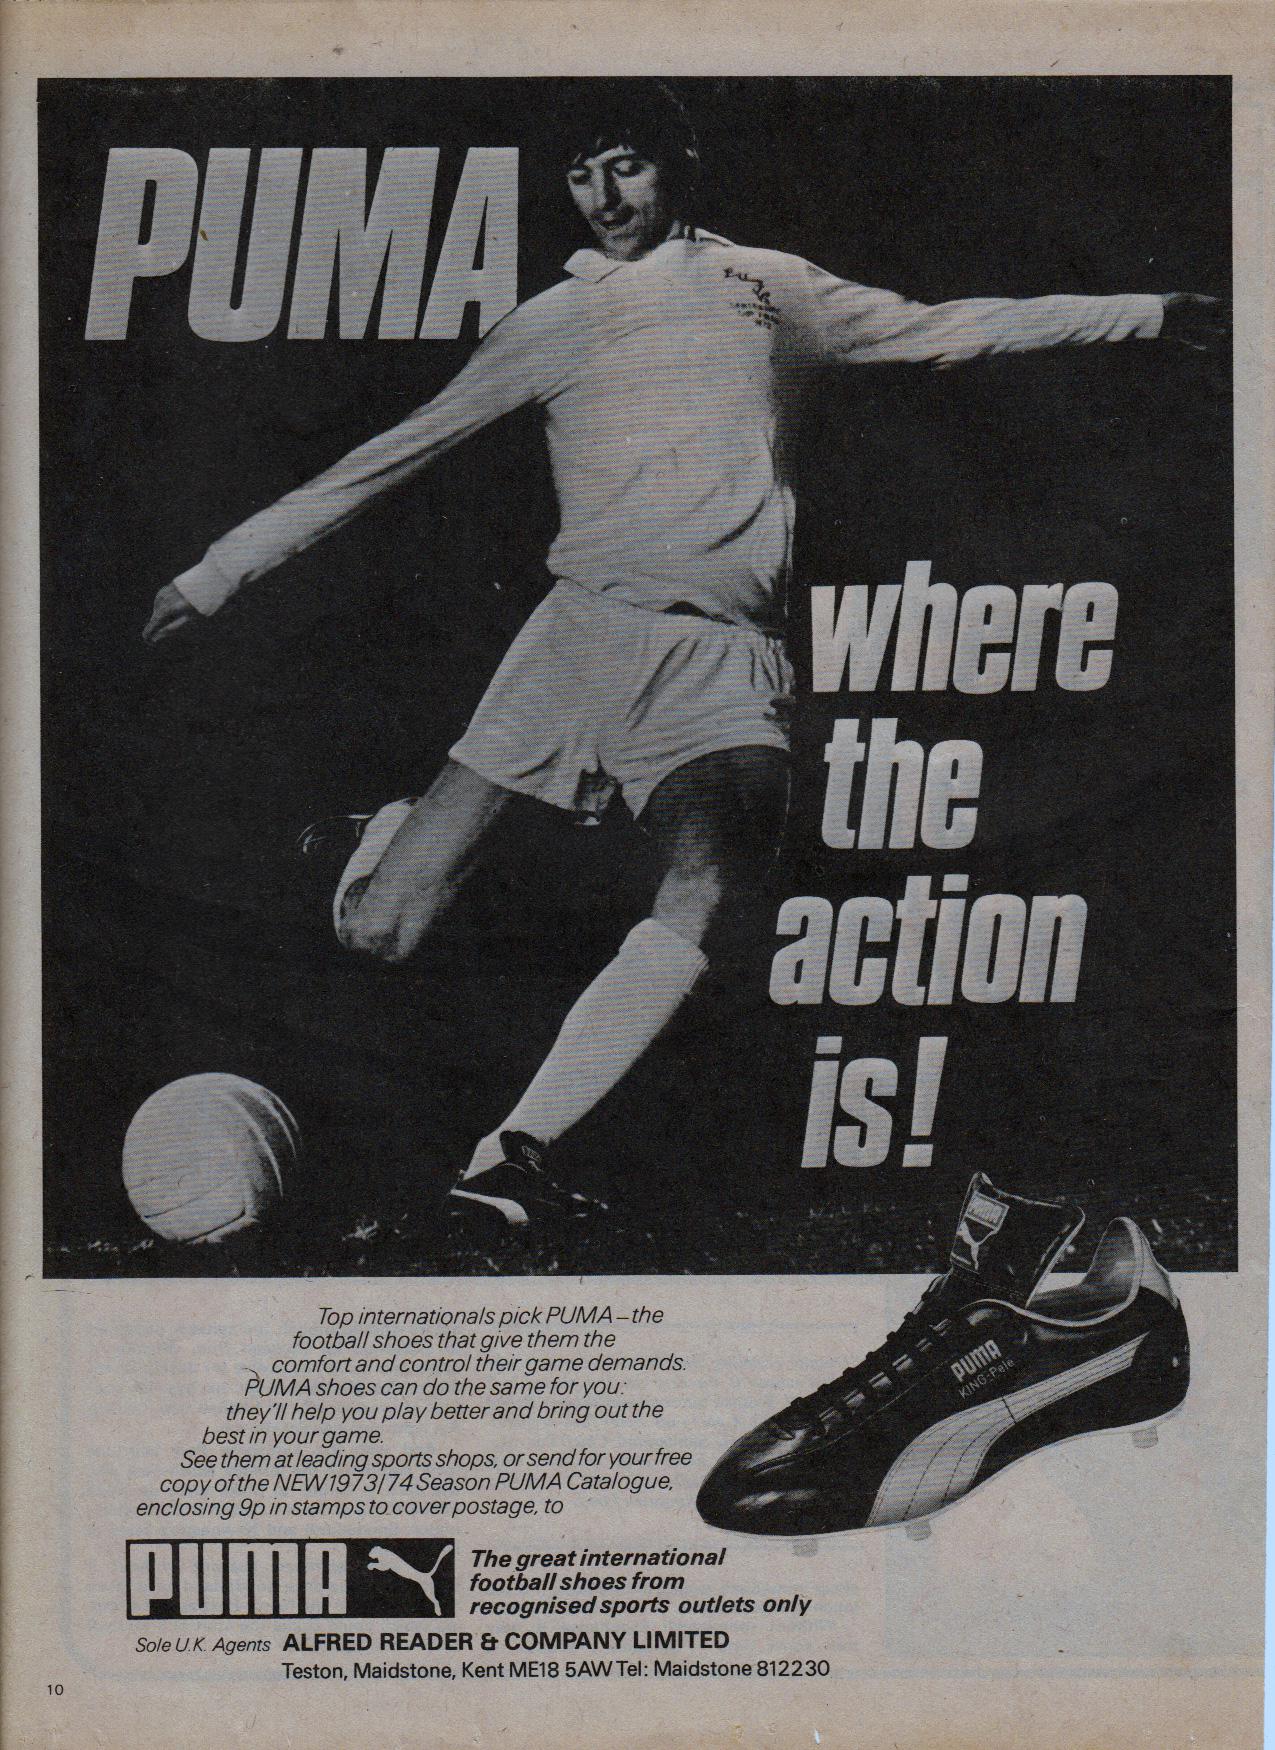 PUMA
PUMA
where
the
action
is!
PUMA
KING-Pele
Top internationals pick PUMA – the
football shoes that give them the
comfort and control their game demands.
PUMA shoes can do the same for you:
they'll help you play better and bring out the
best in your game.
See them at leading sports shops, or send for your free
copy of the NEW 1973/74 Season PUMA Catalogue,
enclosing 9p in stamps to cover postage, to
PUMA
The great international
football shoes from
recognised sports outlets only
Sole U.K. Agents ALFRED READER & COMPANY LIMITED
Teston, Maidstone, Kent ME18 5AW Tel: Maidstone 812230
10